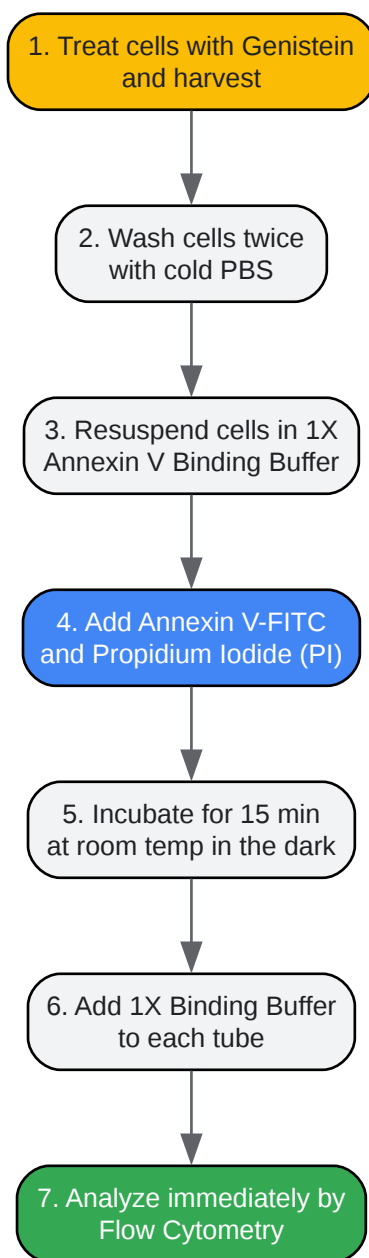 1. Treat cells with Genistein
and harvest
2. Wash cells twice
with cold PBS
3. Resuspend cells in 1X
Annexin V Binding Buffer
4. Add Annexin V-FITC
and Propidium Iodide (PI)
5. Incubate for 15 min
at room temp in the dark
6. Add 1X Binding Buffer
to each tube
7. Analyze immediately by
Flow Cytometry